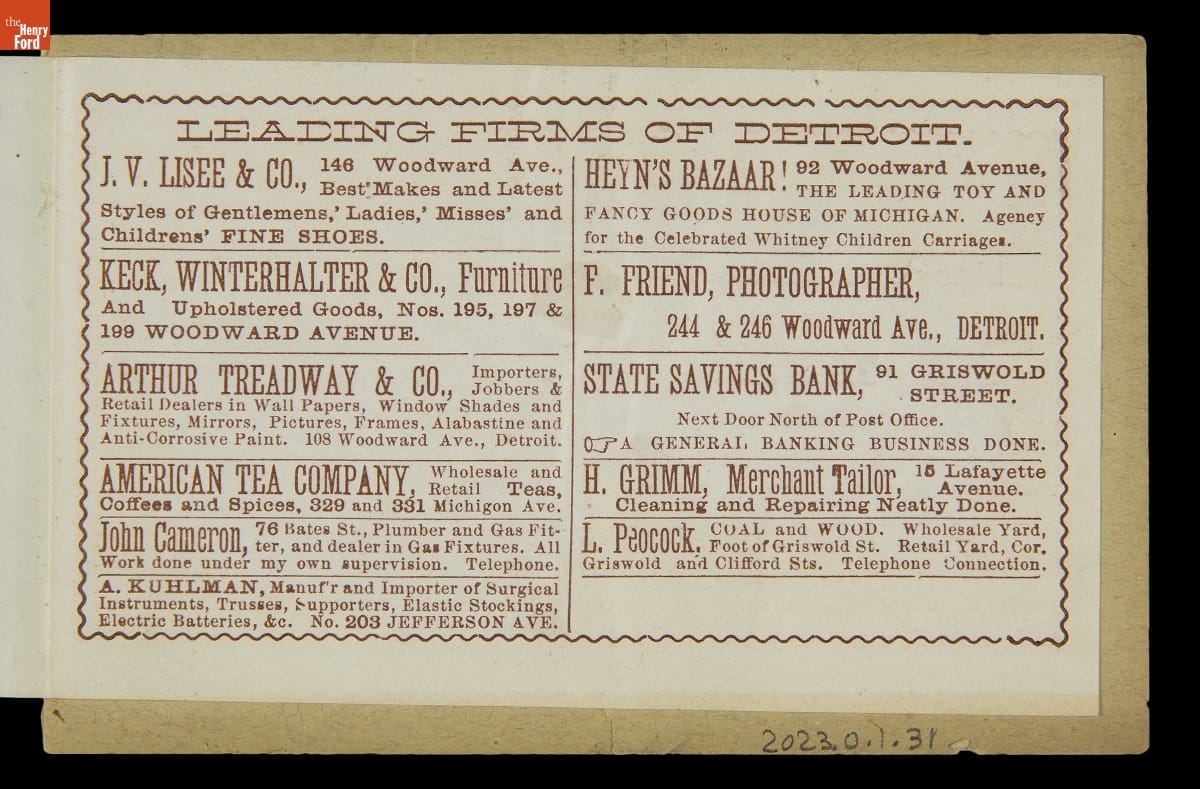 the
Henry
Ford
LEADING FIRMS OF DETROIT.
J. V. LISEE & CO., 146 Woodward Ave.,
Best Makes and Latest
Styles of Gentlemens,' Ladies,' Misses' and
Childrens' FINE SHOES.
KECK, WINTERHALTER & CO., Furniture
And Upholstered Goods, Nos. 195, 197 &
199 WOODWARD AVENUE.
ARTHUR TREADWAY & CO., Importers,
Jobbers &
Retail Dealers in Wall Papers, Window Shades and
Fixtures, Mirrors, Pictures, Frames, Alabastine and
Anti-Corrosive Paint. 108 Woodward Ave., Detroit.
AMERICAN TEA COMPANY, Wholesale and
Retail Teas,
Coffees and Spices, 329 and 331 Michigon Ave.
John Cameron, 76 Bates St., Plumber and Gas Fit-
ter, and dealer in Gas Fixtures. All
Work done under my own supervision. Telephone.
A. KUHLMAN, Manuf'r and Importer of Surgical
Instruments, Trusses, Supporters, Elastic Stockings,
Electric Batteries, &c. No. 203 JEFFERSON AVE.
HEYN'S BAZAAR! 92 Woodward Avenue,
THE LEADING TOY AND
FANCY GOODS HOUSE OF MICHIGAN. Agency
for the Celebrated Whitney Children Carriages.
F. FRIEND, PHOTOGRAPHER,
244 & 246 Woodward Ave., DETROIT.
STATE SAVINGS BANK, 91 GRISWOLD
STREET.
Next Door North of Post Office.
☞ A GENERAL BANKING BUSINESS DONE.
H. GRIMM, Merchant Tailor, 15 Lafayette
Avenue.
Cleaning and Repairing Neatly Done.
L. Peocock, COAL and WOOD. Wholesale Yard,
Foot of Griswold St. Retail Yard, Cor.
Griswold and Clifford Sts. Telephone Connection.
2023.0.1.31